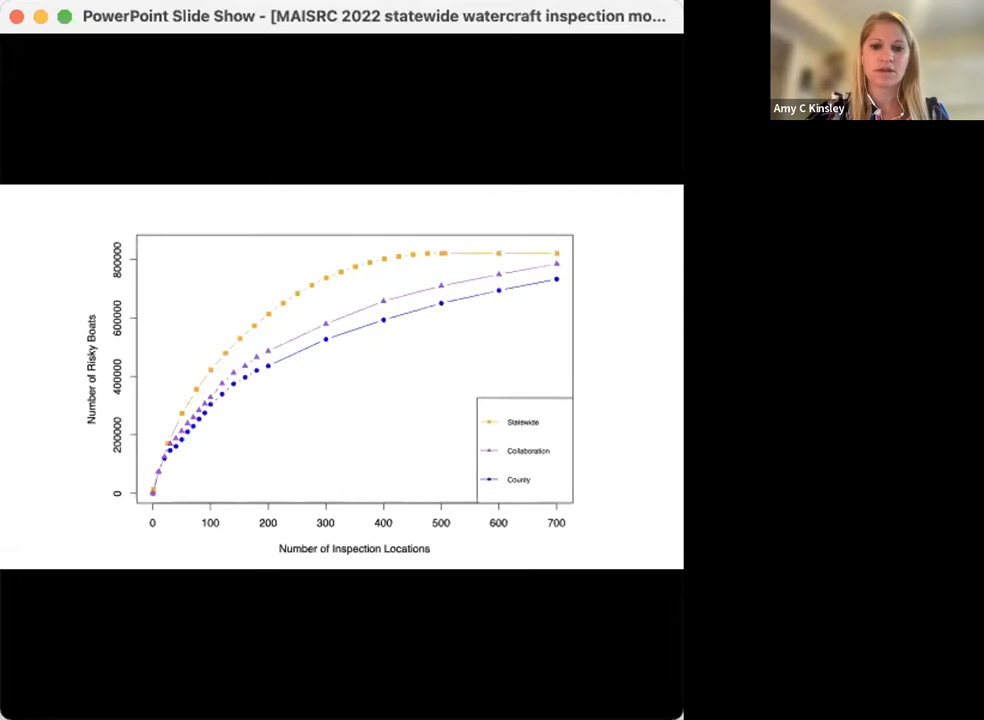 PowerPoint Slide Show - [MAISRC 2022 statewide watercraft inspection mo...
Amy C Kinsley
800000
600000
400000
200000
0
Number of Risky Boats
Statewide
Collaboration
County
0 100 200 300 400 500 600 700
Number of Inspection Locations